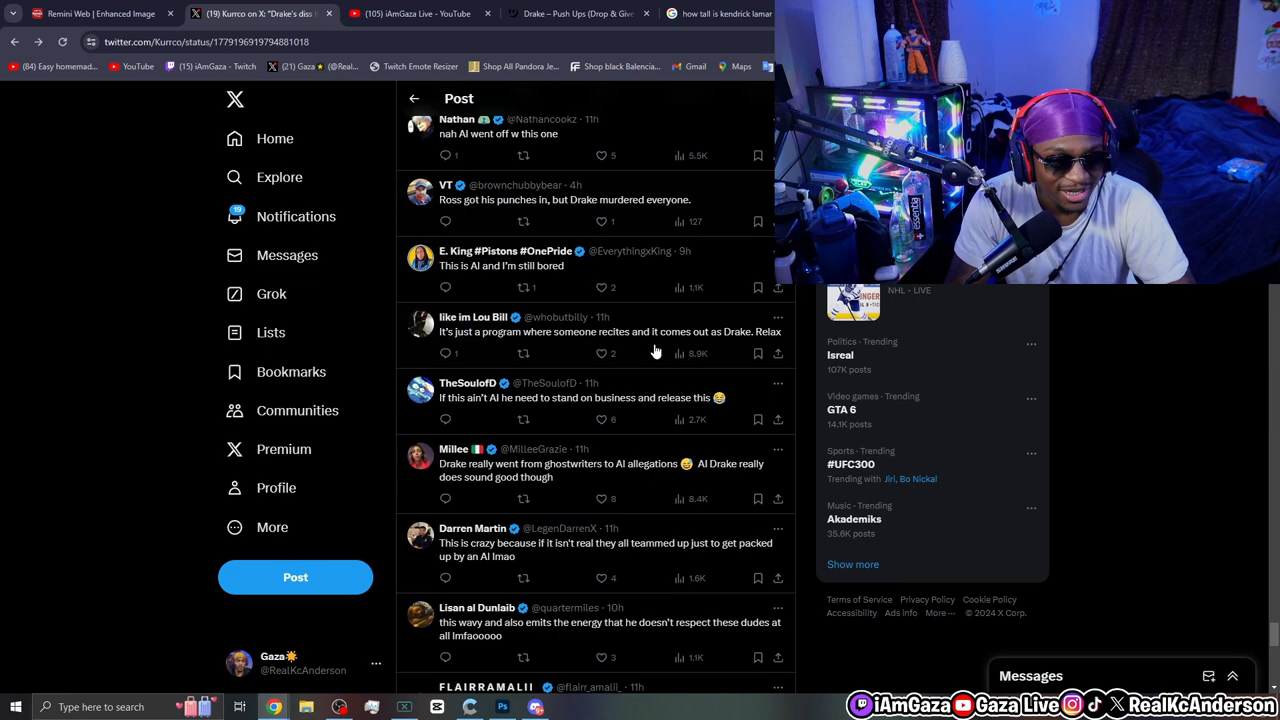 Remini Web | Enhanced Image
(19) Kurrco on X: "Drake's diss
(105) iAmGaza Live - YouTube
Drake – Push Ups (Drop & Give
how tall is kendrick lamar
twitter.com/Kurrco/status/1779196919794881018
(84) Easy homemad...
YouTube
(15) iAmGaza - Twitch
(21) Gaza★ (@Real...
Twitch Emote Resizer
Shop All Pandora Je...
Shop black Balencia...
Gmail
Maps
Home
Explore
19
Notifications
Messages
Grok
Lists
Bookmarks
Communities
Premium
Profile
More
Post
Gaza
@RealKcAnderson
Post
Nathan @Nathancookz · 11h
nah AI went off w this one
1 5 5.5K
VT @brownchubbybear · 4h
Ross got his punches in, but Drake murdered everyone.
1 127
E. King #Pistons #OnePride @EverythingxKing · 9h
This is AI and I'm still bored
1 2 1.1K
like im Lou Bill @whobutbilly · 11h
It's just a program where someone recites and it comes out as Drake. Relax
1 2 8.9K
TheSoulofD @TheSoulofD · 11h
If this ain't AI he need to stand on business and release this 😂
6 2.7K
Millee 🇮🇹 @MilleeGrazie · 11h
Drake really went from ghostwriters to AI allegations 😅 AI Drake really
does sound good though
8 8.4K
Darren Martin @LegenDarrenX · 11h
This is crazy because if it isn't real they all teammed up just to get packed
up by an AI lmao
4 1.6K
Lisan al Dunhaib @quartermiles · 10h
this wavy and also emits the energy that he doesn't respect these dudes at
all lmfaooooo
3 1.1K
FLAIRRAMALII @flairr_amalii_ · 11h
essentia
SHURE
NHL · LIVE
Politics · Trending
Isreal
107K posts
Video games · Trending
GTA 6
14.1K posts
Sports · Trending
#UFC300
Trending with Jiri, Bo Nickal
Music · Trending
Akademiks
35.6K posts
Show more
Terms of Service Privacy Policy Cookie Policy
Accessibility Ads info More ··· © 2024 X Corp.
Messages
Type here to search
iAmGaza Gaza Live RealKcAnderson